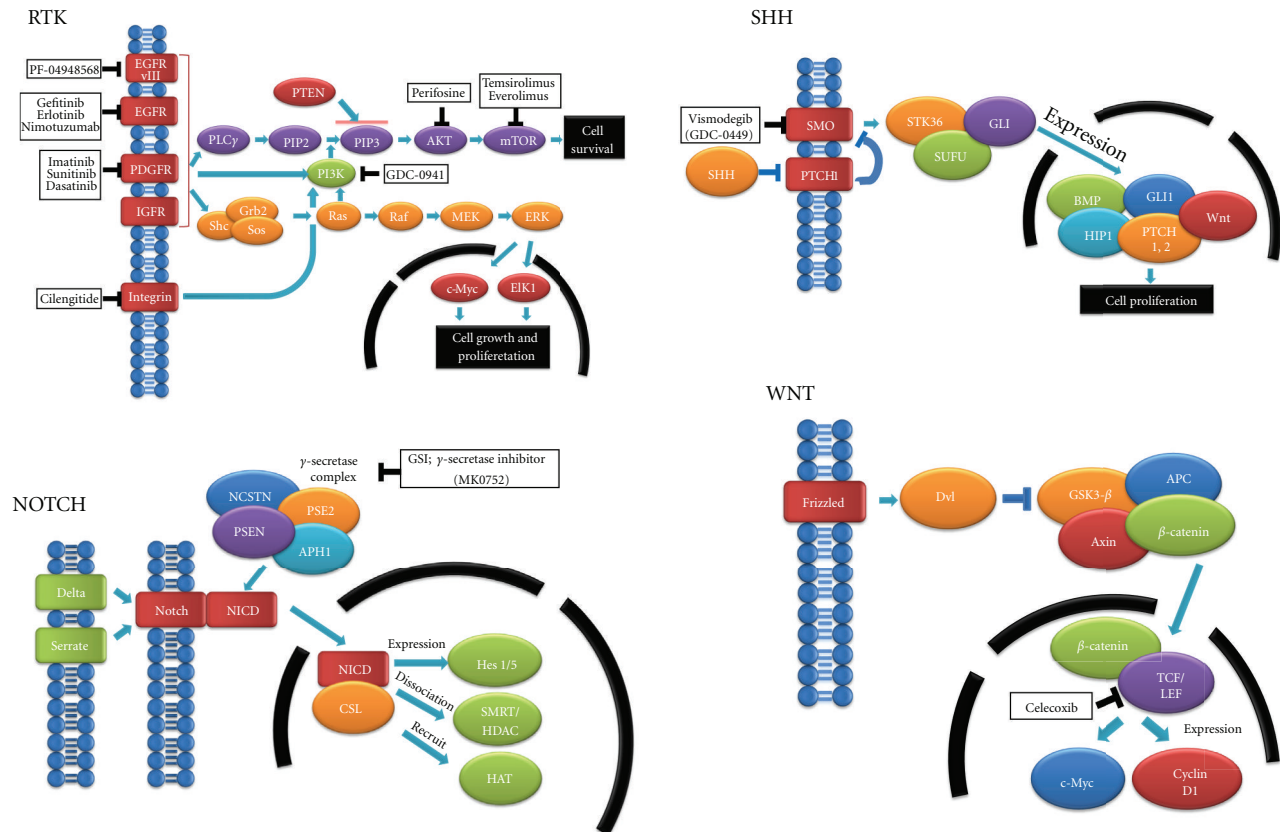 RTK
PF-04948568
EGFR
vIII
Gefitinib
Erlotinib
Nimotuzumab
EGFR
Imatinib
Sunitinib
Dasatinib
PDGFR
IGFR
Cilengitide
Integrin
PTEN
Perifosine
Temsirolimus
Everolimus
PLCγ
PIP2
PIP3
AKT
mTOR
Cell
survival
PI3K
GDC-0941
Grb2
Shc
Sos
Ras
Raf
MEK
ERK
c-Myc
ElK1
Cell growth and
proliferetation
SHH
Vismodegib
(GDC-0449)
SMO
SHH
PTCH1
STK36
GLI
SUFU
Expression
BMP
GLI1
Wnt
HIP1
PTCH
1, 2
Cell proliferation
NOTCH
γ-secretase
complex
GSI; γ-secretase inhibitor
(MK0752)
NCSTN
PSE2
PSEN
APH1
Delta
Serrate
Notch
NICD
NICD
CSL
Expression
Dissociation
Recruit
Hes 1/5
SMRT/
HDAC
HAT
WNT
Frizzled
Dvl
GSK3-β
APC
Axin
β-catenin
β-catenin
TCF/
LEF
Celecoxib
Expression
c-Myc
Cyclin
D1